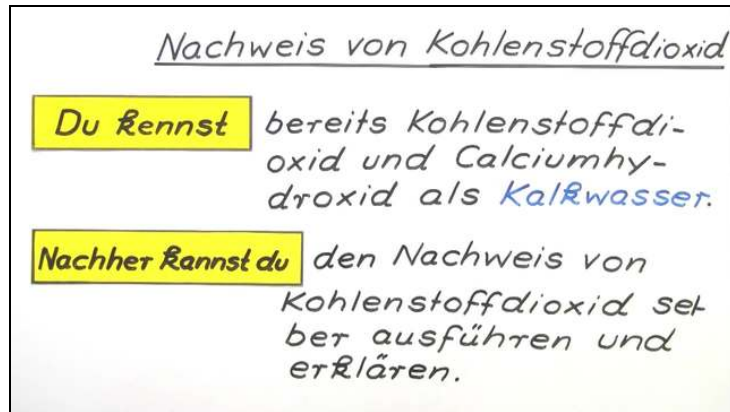 Nachweis von Kohlenstoffdioxid
Du kennst bereits Kohlenstoffdi-
oxid und Calciumhy-
droxid als Kalkwasser.
Nachher kannst du den Nachweis von
Kohlenstoffdioxid sel-
ber ausführen und
erklären.